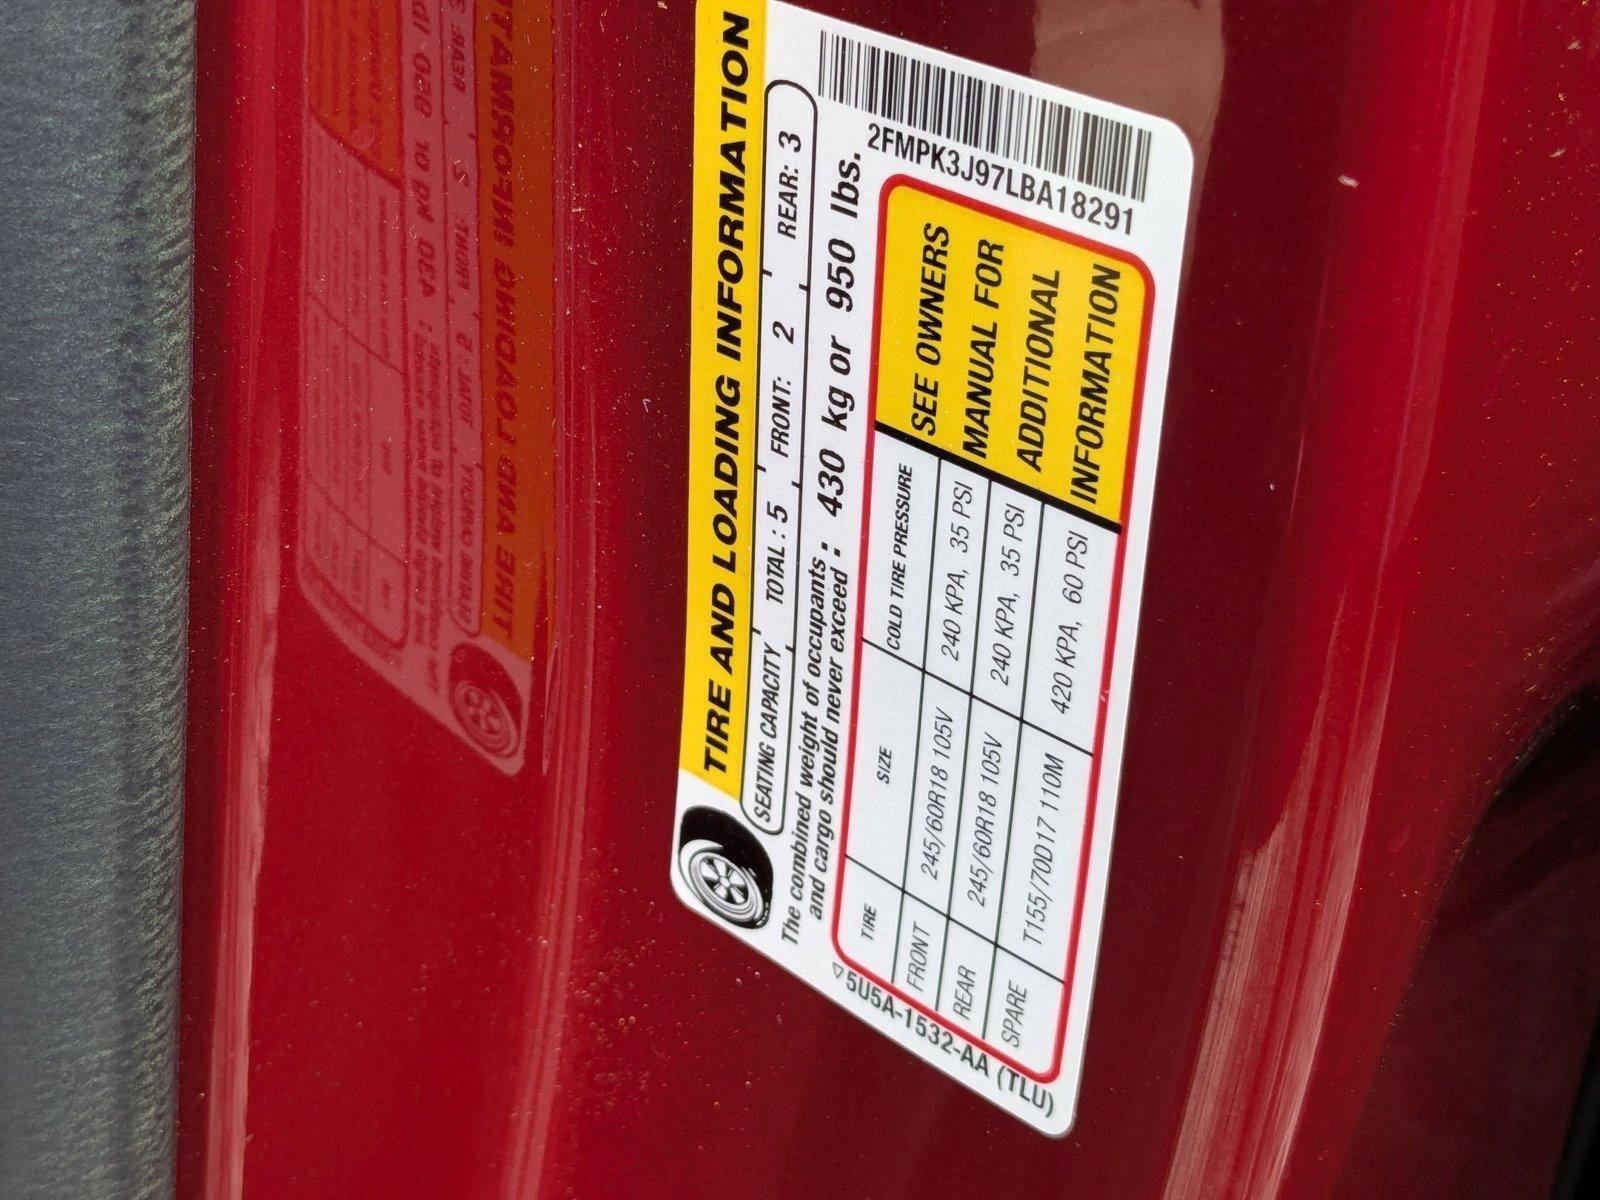 TIRE AND LOADING INFORMATION
SEATING CAPACITY TOTAL : 5 FRONT: 2 REAR: 3
The combined weight of occupants and cargo should never exceed : 430 kg or 950 lbs.
2FMPK3J97LBA18291
TIRE SIZE COLD TIRE PRESSURE
FRONT 245/60R18 105V 240 KPA, 35 PSI
REAR 245/60R18 105V 240 KPA, 35 PSI
SPARE T155/70D17 110M 420 KPA, 60 PSI
SEE OWNERS
MANUAL FOR
ADDITIONAL
INFORMATION
5U5A-1532-AA (TLU)